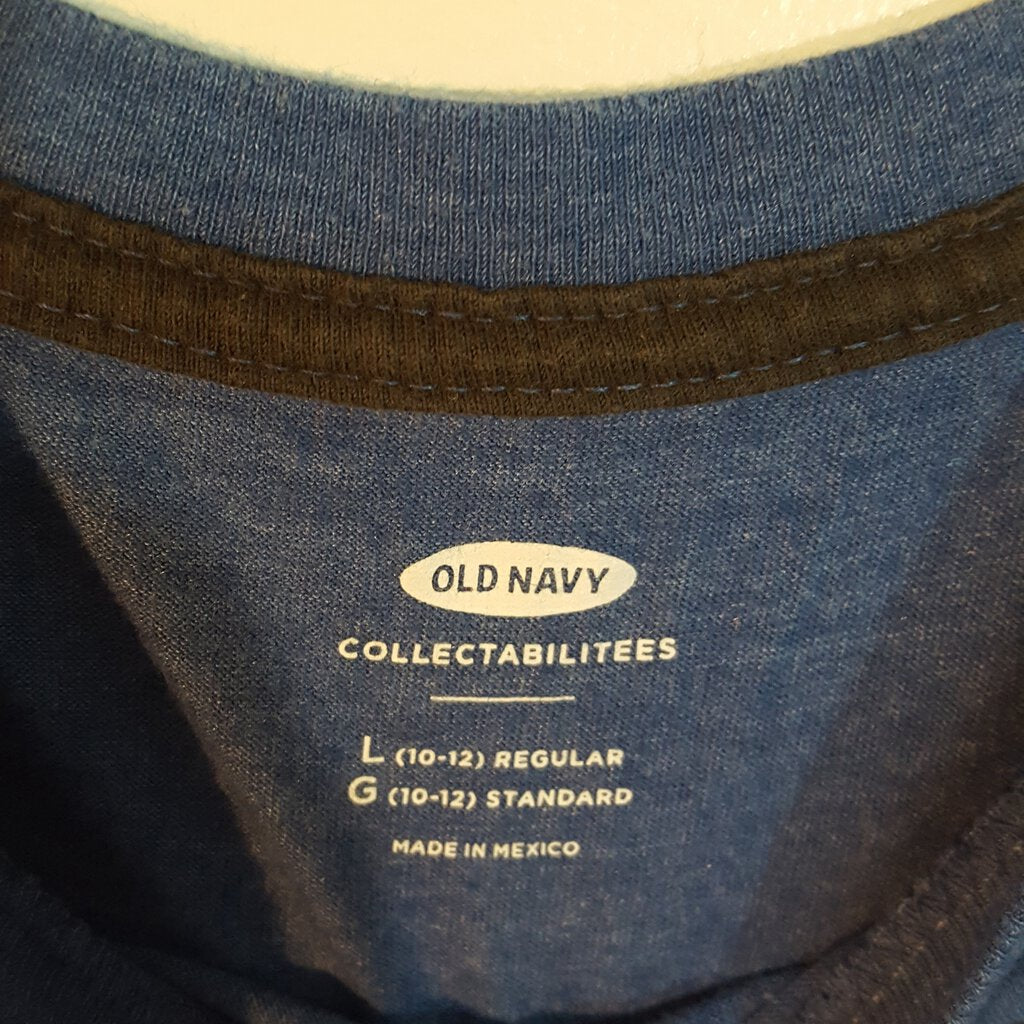 OLD NAVY
COLLECTABILITEES
L (10-12) REGULAR
G (10-12) STANDARD
MADE IN MEXICO